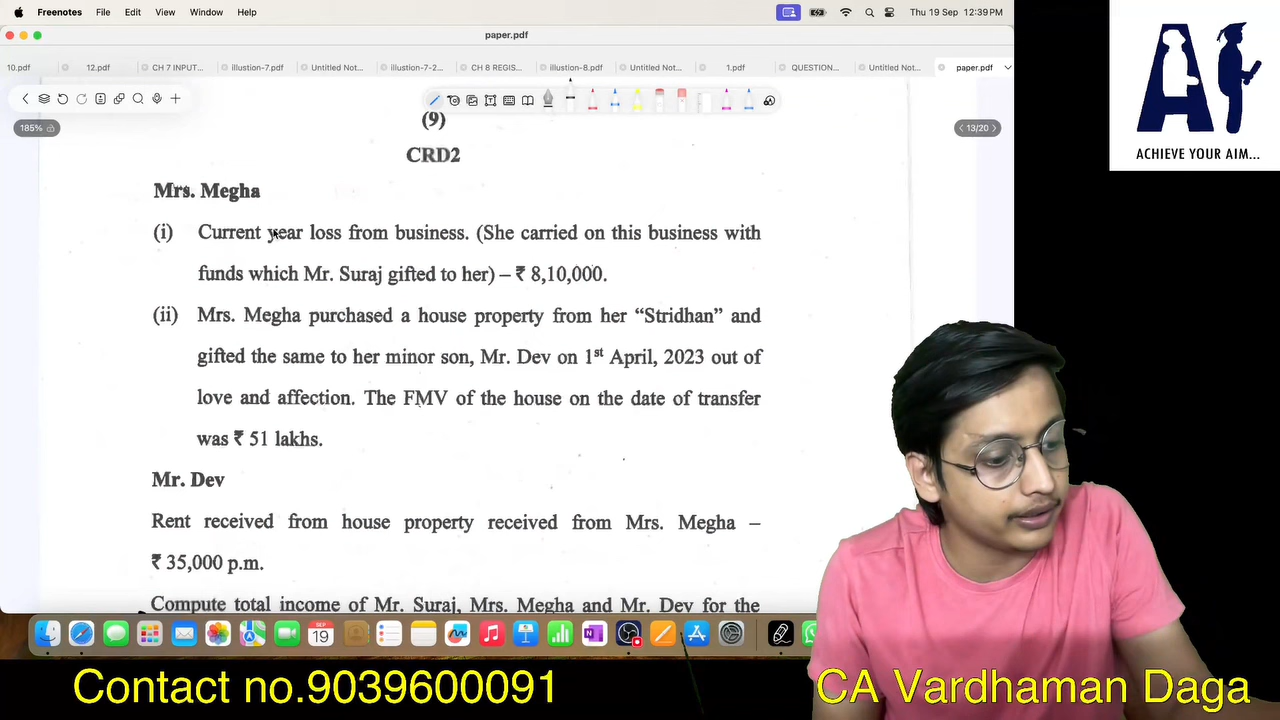 Freenotes File Edit View Window Help Thu 19 Sep 12:39 PM
paper.pdf
10.pdf 12.pdf CH 7 INPUT... illustion-7.pdf Untitled Not... illustion-7-2... CH 8 REGIS... illustion-8.pdf Untitled Not... 1.pdf QUESTION... Untitled Not... paper.pdf
185% 13/20
(9)
CRD2
Mrs. Megha
(i) Current year loss from business. (She carried on this business with
funds which Mr. Suraj gifted to her) – ₹ 8,10,000.
(ii) Mrs. Megha purchased a house property from her “Stridhan” and
gifted the same to her minor son, Mr. Dev on 1st April, 2023 out of
love and affection. The FMV of the house on the date of transfer
was ₹ 51 lakhs.
Mr. Dev
Rent received from house property received from Mrs. Megha –
₹ 35,000 p.m.
Compute total income of Mr. Suraj, Mrs. Megha and Mr. Dev for the
SEP
19
AI
ACHIEVE YOUR AIM...
Contact no.9039600091
CA Vardhaman Daga